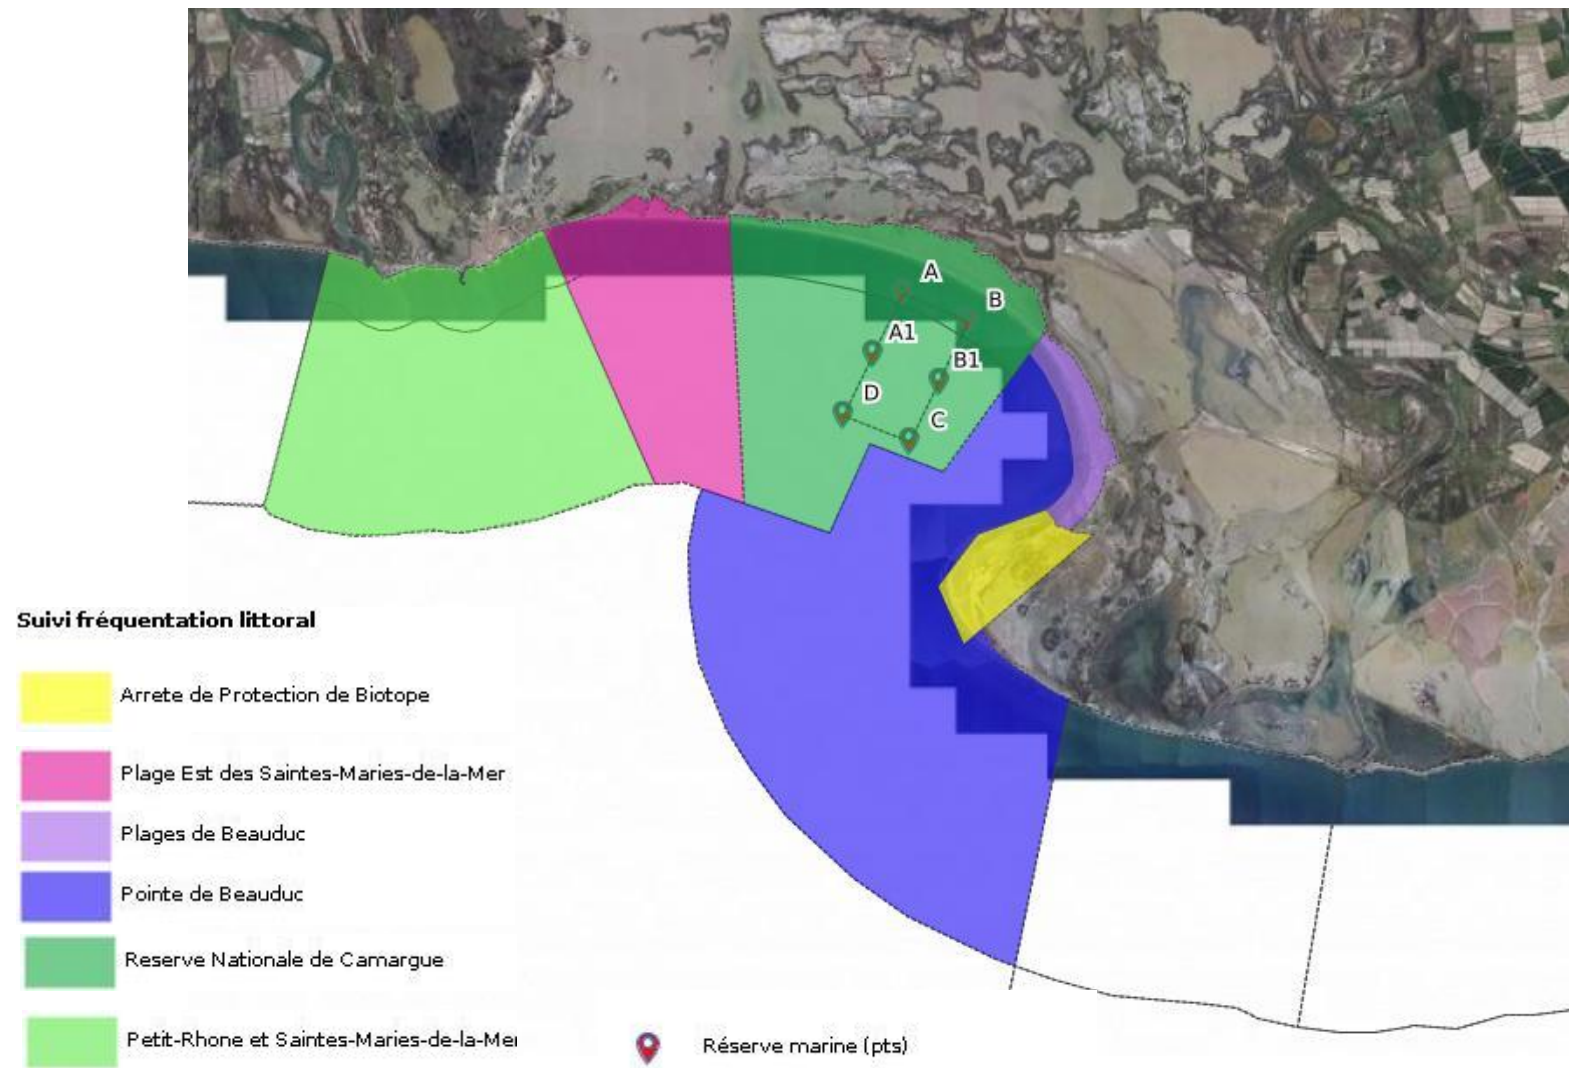 A
B
A1
B1
D
C
Suivi fréquentation littoral
Arrete de Protection de Biotope
Plage Est des Saintes-Maries-de-la-Mer
Plages de Beauduc
Pointe de Beauduc
Reserve Nationale de Camargue
Petit-Rhone et Saintes-Maries-de-la-Mer
Réserve marine (pts)